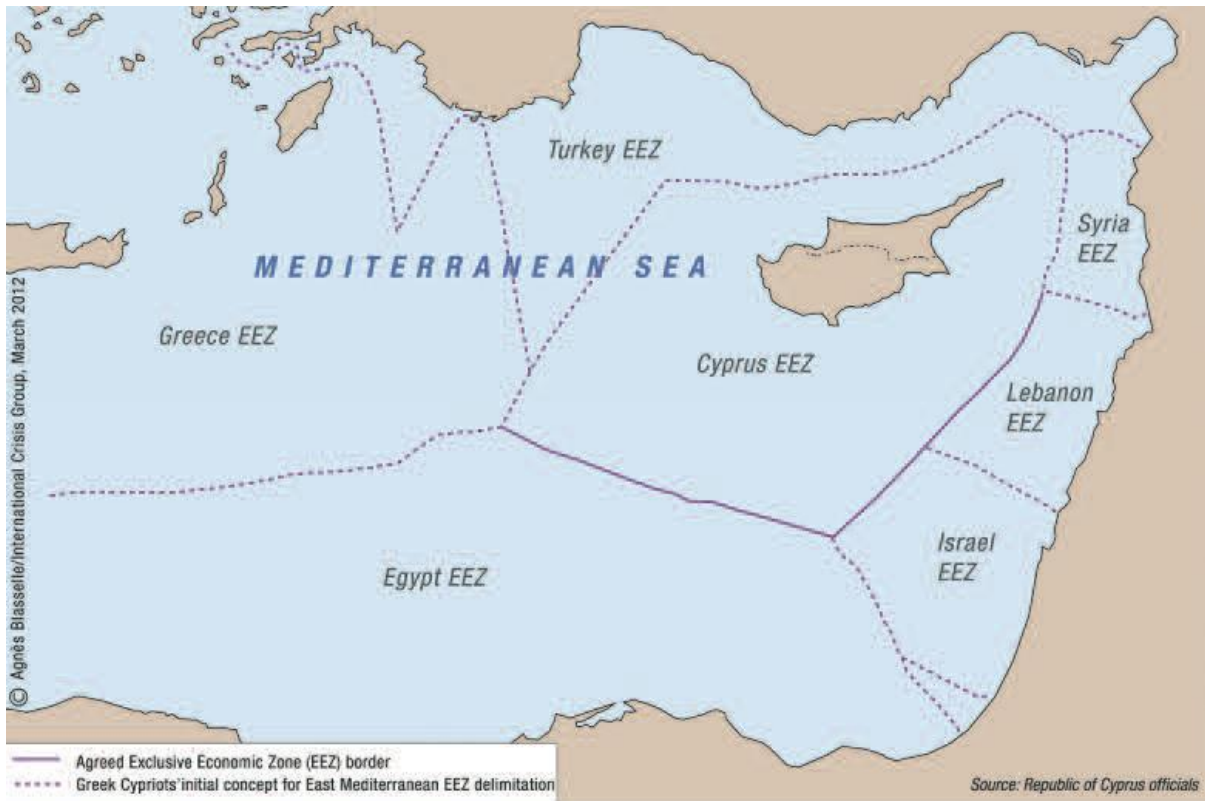 Turkey EEZ
Syria
EEZ
MEDITERRANEAN SEA
Greece EEZ
Cyprus EEZ
Lebanon
EEZ
Israel
EEZ
Egypt EEZ
© Agnès Blasselle/International Crisis Group, March 2012
Agreed Exclusive Economic Zone (EEZ) border
Greek Cypriots'initial concept for East Mediterranean EEZ delimitation
Source: Republic of Cyprus officials